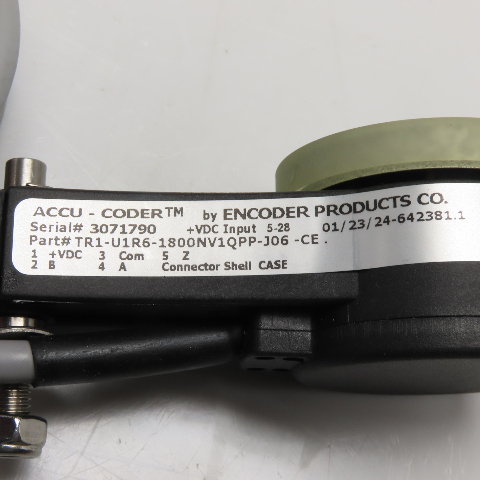 ACCU - CODER™ by ENCODER PRODUCTS CO.
Serial# 3071790 +VDC Input 5-28 01/23/24-642381.1
Part# TR1-U1R6-1800NV1QPP-J06 -CE .
1 +VDC 3 Com 5 Z
2 B 4 A Connector Shell CASE